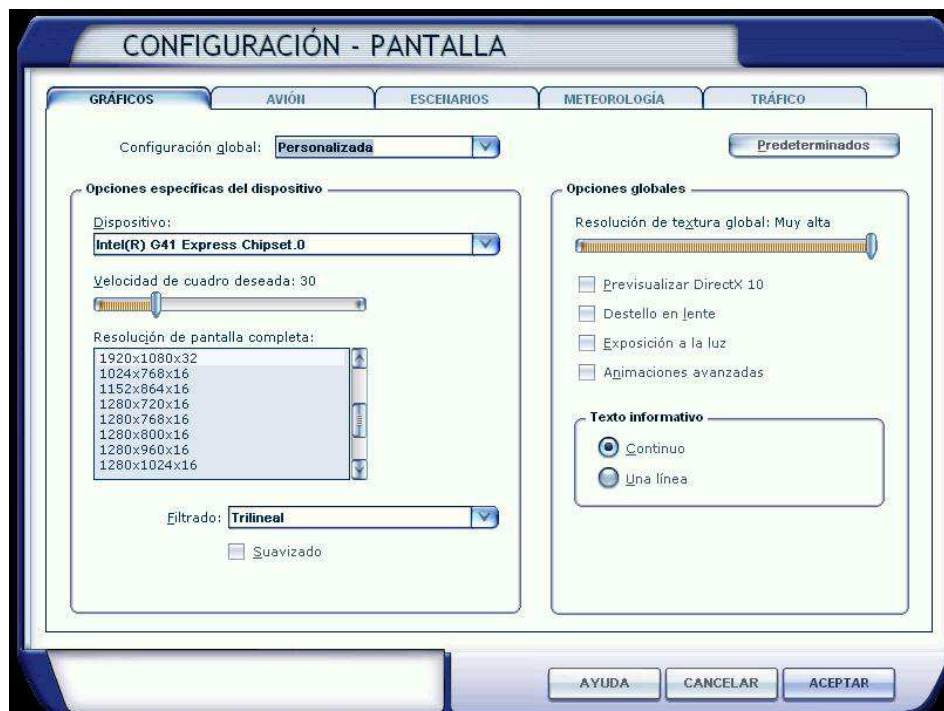 CONFIGURACIÓN - PANTALLA
GRÁFICOS AVIÓN ESCENARIOS METEOROLOGÍA TRÁFICO
Configuración global: Personalizada Predeterminados
Opciones específicas del dispositivo
Dispositivo:
Intel(R) G41 Express Chipset.0
Velocidad de cuadro deseada: 30
Resolución de pantalla completa:
1920x1080x32
1024x768x16
1152x864x16
1280x720x16
1280x768x16
1280x800x16
1280x960x16
1280x1024x16
Filtrado: Trilineal
Suavizado
Opciones globales
Resolución de textura global: Muy alta
Previsualizar DirectX 10
Destello en lente
Exposición a la luz
Animaciones avanzadas
Texto informativo
Continuo
Una línea
AYUDA CANCELAR ACEPTAR